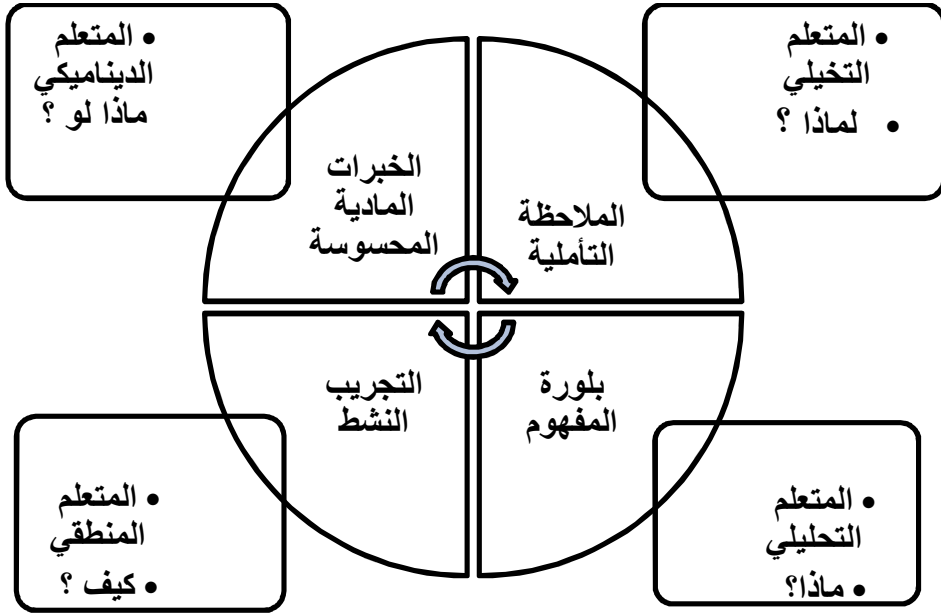 • المتعلم
التخيلي
• لماذا ؟
• المتعلم
الديناميكي
ماذا لو ؟
الملاحظة
التأملية
الخبرات
المادية
المحسوسة
بلورة
المفهوم
التجريب
النشط
• المتعلم
التحليلي
• ماذا؟
• المتعلم
المنطقي
• كيف ؟